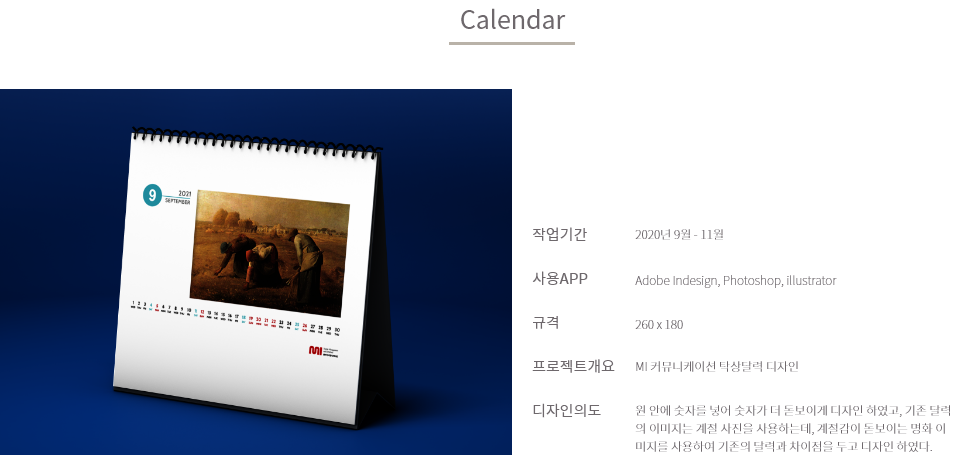 Calendar
9
2021
SEPTEMBER
1 2 3 4 5 6 7 8 9 10 11 12 13 14 15 16 17 18 19 20 21 22 23 24 25 26 27 28 29 30
MI
작업기간
2020년 9월 - 11월
사용APP
Adobe Indesign, Photoshop, illustrator
규격
260 x 180
프로젝트개요
MI 커뮤니케이션 탁상달력 디자인
디자인의도
원 안에 숫자를 넣어 숫자가 더 돋보이게 디자인 하였고, 기존 달력
의 이미지는 계절 사진을 사용하는데, 계절감이 돋보이는 명화 이
미지를 사용하여 기존의 달력과 차이점을 두고 디자인 하였다.